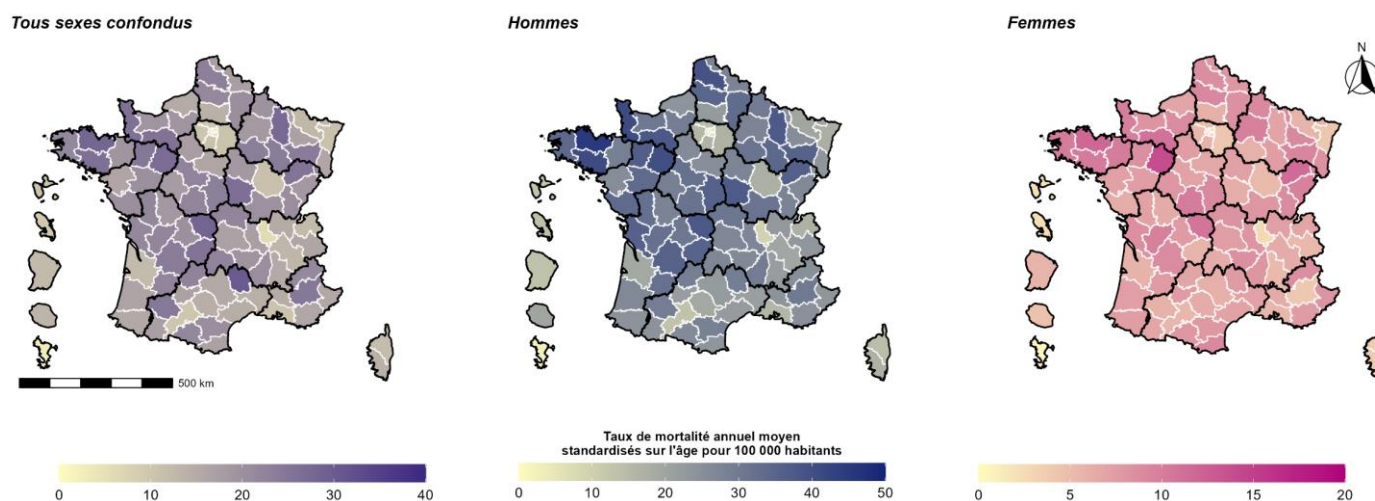 Tous sexes confondus
Hommes
Femmes
N
500 km
Taux de mortalité annuel moyen
standardisés sur l'âge pour 100 000 habitants
0 10 20 30 40
0 10 20 30 40 50
0 5 10 15 20